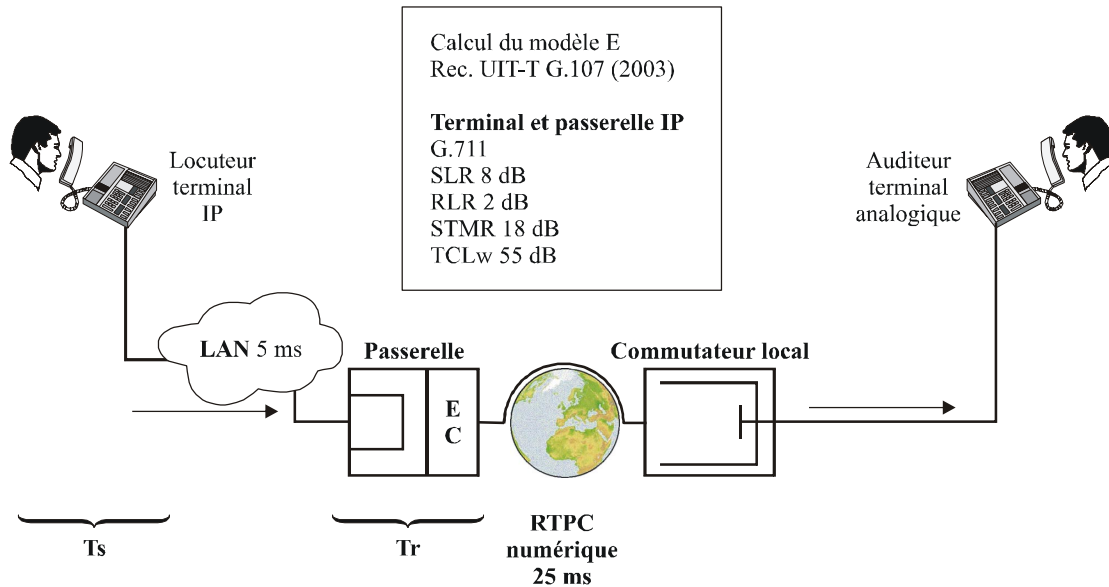 Calcul du modèle E
Rec. UIT-T G.107 (2003)
Terminal et passerelle IP
G.711
SLR 8 dB
RLR 2 dB
STMR 18 dB
TCLw 55 dB
Locuteur
terminal
IP
Auditeur
terminal
analogique
LAN 5 ms
Passerelle
Commutateur local
E
C
Ts
Tr
RTPC
numérique
25 ms